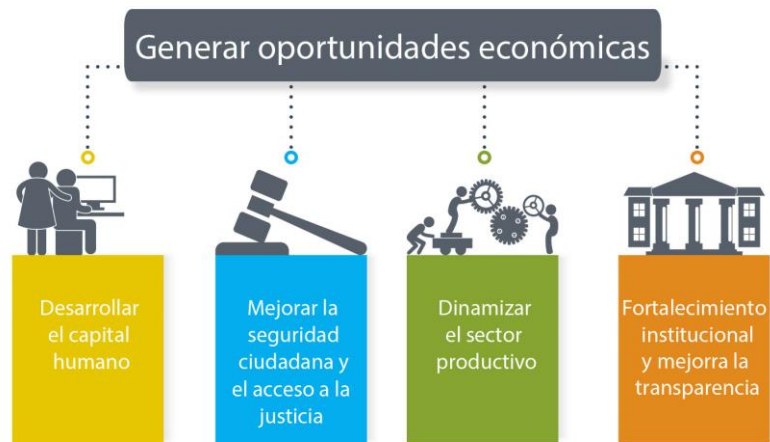 Generar oportunidades económicas
Desarrollar
el capital
humano
Mejorar la
seguridad
ciudadana y
el acceso a la
justicia
Dinamizar
el sector
productivo
Fortalecimiento
institucional
y mejorra la
transparencia